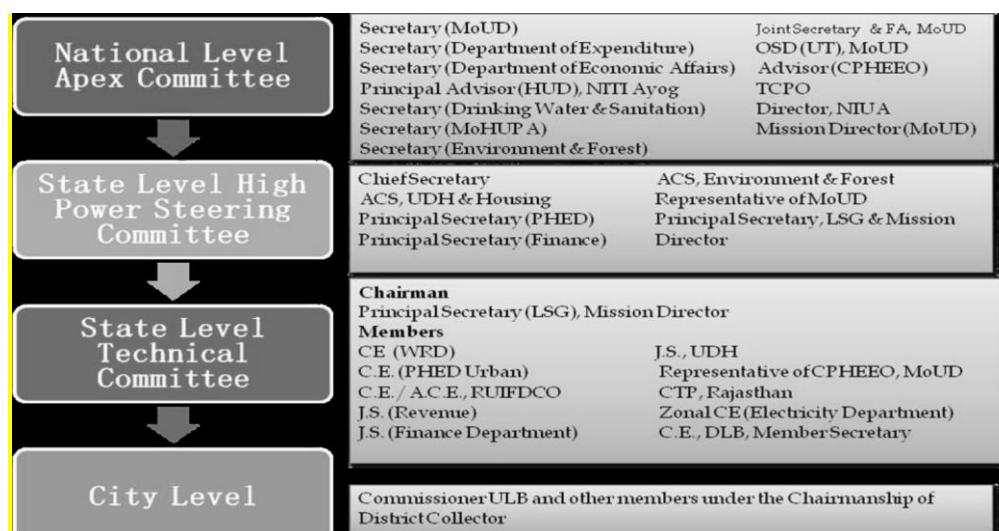 National Level
Apex Committee
Secretary (MoUD)
Secretary (Department of Expenditure)
Secretary (Department of Economic Affairs)
Principal Advisor (HUD), NITI Ayog
Secretary (Drinking Water & Sanitation)
Secretary (MoHUP A)
Secretary (Environment & Forest)
Joint Secretary & FA, MoUD
OSD (UT), MoUD
Advisor (CPHEEO)
TCPO
Director, NIUA
Mission Director (MoUD)
State Level High
Power Steering
Committee
Chief Secretary
ACS, UDH & Housing
Principal Secretary (PHED)
Principal Secretary (Finance)
ACS, Environment & Forest
Representative of MoUD
Principal Secretary, LSG & Mission
Director
State Level
Technical
Committee
Chairman
Principal Secretary (LSG), Mission Director
Members
CE (WRD)
C.E. (PHED Urban)
C.E. / A.C.E., RUIFDCO
J.S. (Revenue)
J.S. (Finance Department)
J.S., UDH
Representative of CPHEEO, MoUD
CTP, Rajasthan
Zonal CE (Electricity Department)
C.E., DLB, Member Secretary
City Level
Commissioner ULB and other members under the Chairmanship of
District Collector